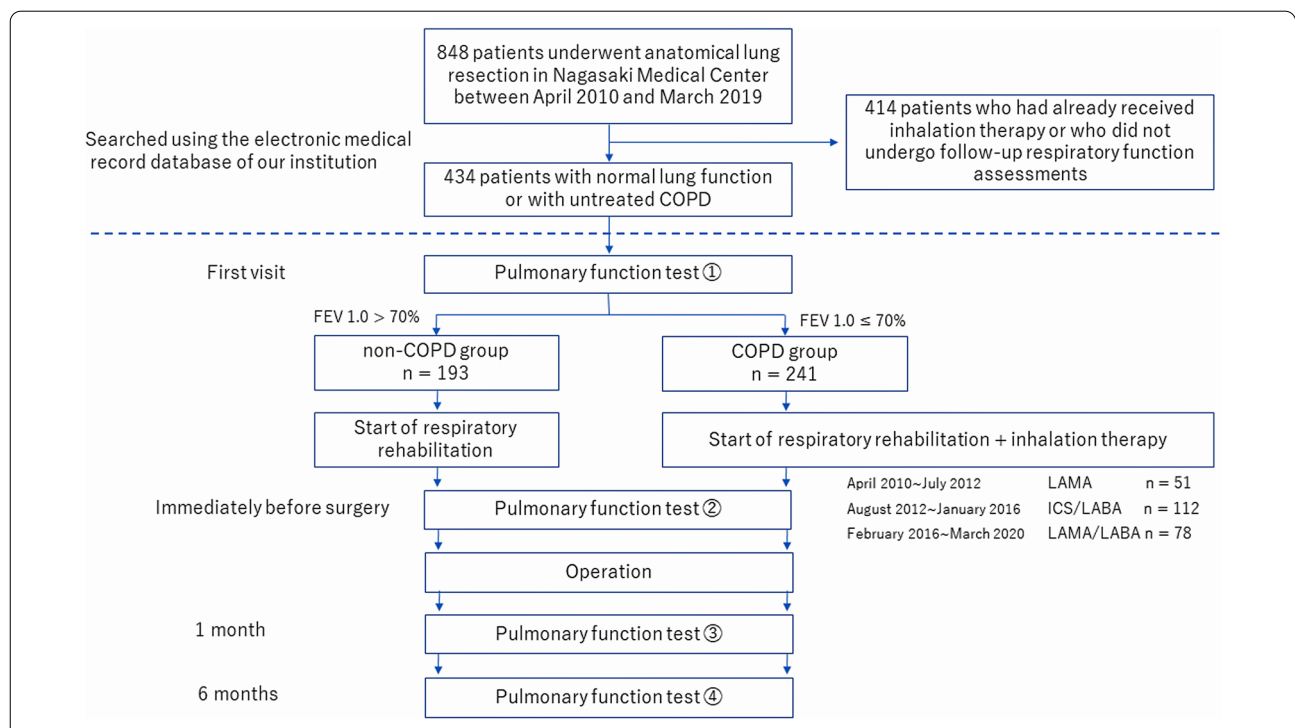 848 patients underwent anatomical lung
resection in Nagasaki Medical Center
between April 2010 and March 2019
414 patients who had already received
inhalation therapy or who did not
undergo follow-up respiratory function
assessments
Searched using the electronic medical
record database of our institution
434 patients with normal lung function
or with untreated COPD
First visit
Pulmonary function test ①
FEV 1.0 > 70%
FEV 1.0 ≤ 70%
non-COPD group
n = 193
COPD group
n = 241
Start of respiratory
rehabilitation
Start of respiratory rehabilitation + inhalation therapy
April 2010~July 2012 LAMA n = 51
August 2012~January 2016 ICS/LABA n = 112
February 2016~March 2020 LAMA/LABA n = 78
Immediately before surgery
Pulmonary function test ②
Operation
1 month
Pulmonary function test ③
6 months
Pulmonary function test ④